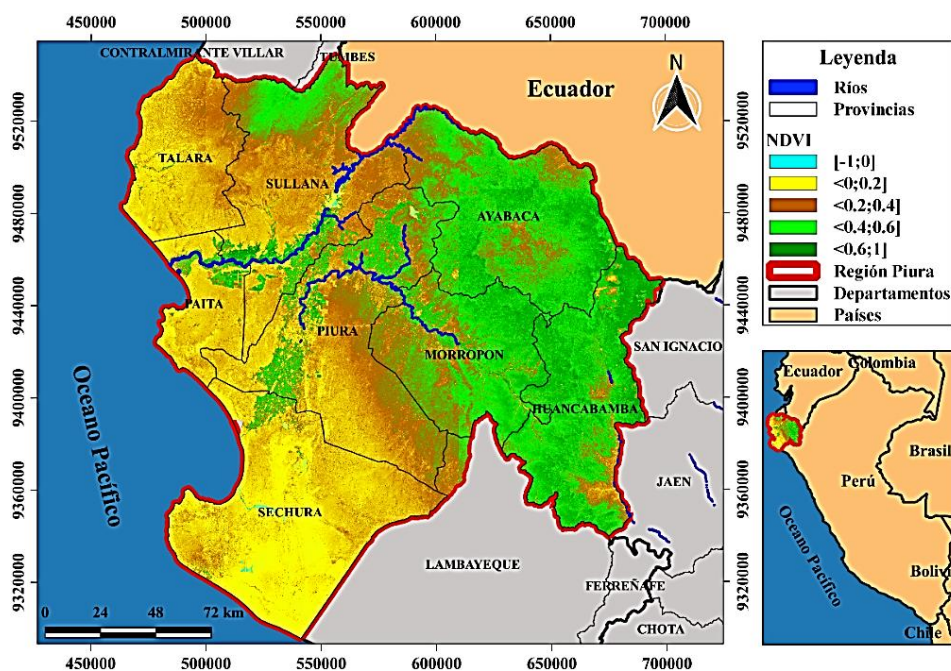 450000 500000 550000 600000 650000 700000
CONTRALMIRANTE VILLAR
TUMBES
Ecuador
N
9520000
9520000
TALARA
SULLANA
AYABACA
9480000
9480000
PAITA
PIURA
9440000
9440000
MORROPON
SAN IGNACIO
HUANCABAMBA
9400000
9400000
Oceano Pacífico
JAEN
SECHURA
9360000
9360000
LAMBAYEQUE
FERREÑAFE
9320000
9320000
CHOTA
0 24 48 72 km
450000 500000 550000 600000 650000 700000
Leyenda
Ríos
Provincias
NDVI
[-1;0]
<0;0.2]
<0.2;0.4]
<0.4;0.6]
<0.6;1]
Región Piura
Departamentos
Países
Ecuador
Colombia
Brasil
Perú
Oceano Pacífico
Bolivi
Chile